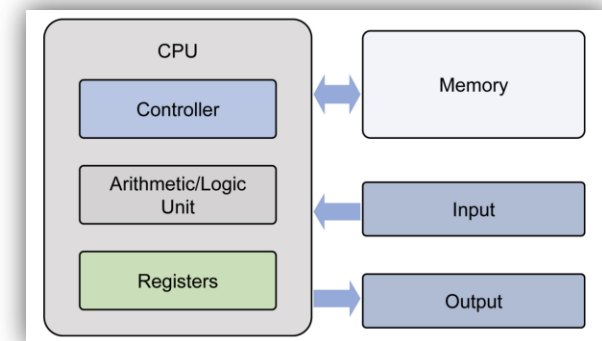 CPU
Controller
Arithmetic/Logic
Unit
Registers
Memory
Input
Output